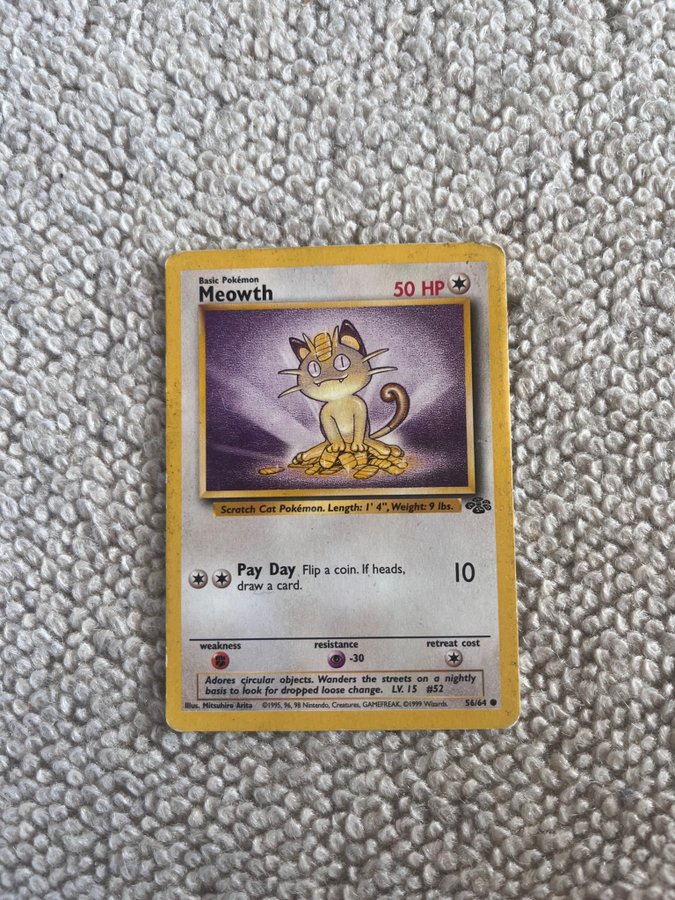 Basic Pokémon
Meowth 50 HP
Scratch Cat Pokémon. Length: 1' 4", Weight: 9 lbs.
Pay Day Flip a coin. If heads, 10
draw a card.
weakness resistance retreat cost
-30
Adores circular objects. Wanders the streets on a nightly
basis to look for dropped loose change. LV. 15 #52
Illus. Mitsuhiro Arita ©1995, 96, 98 Nintendo, Creatures, GAMEFREAK. ©1999 Wizards. 56/64